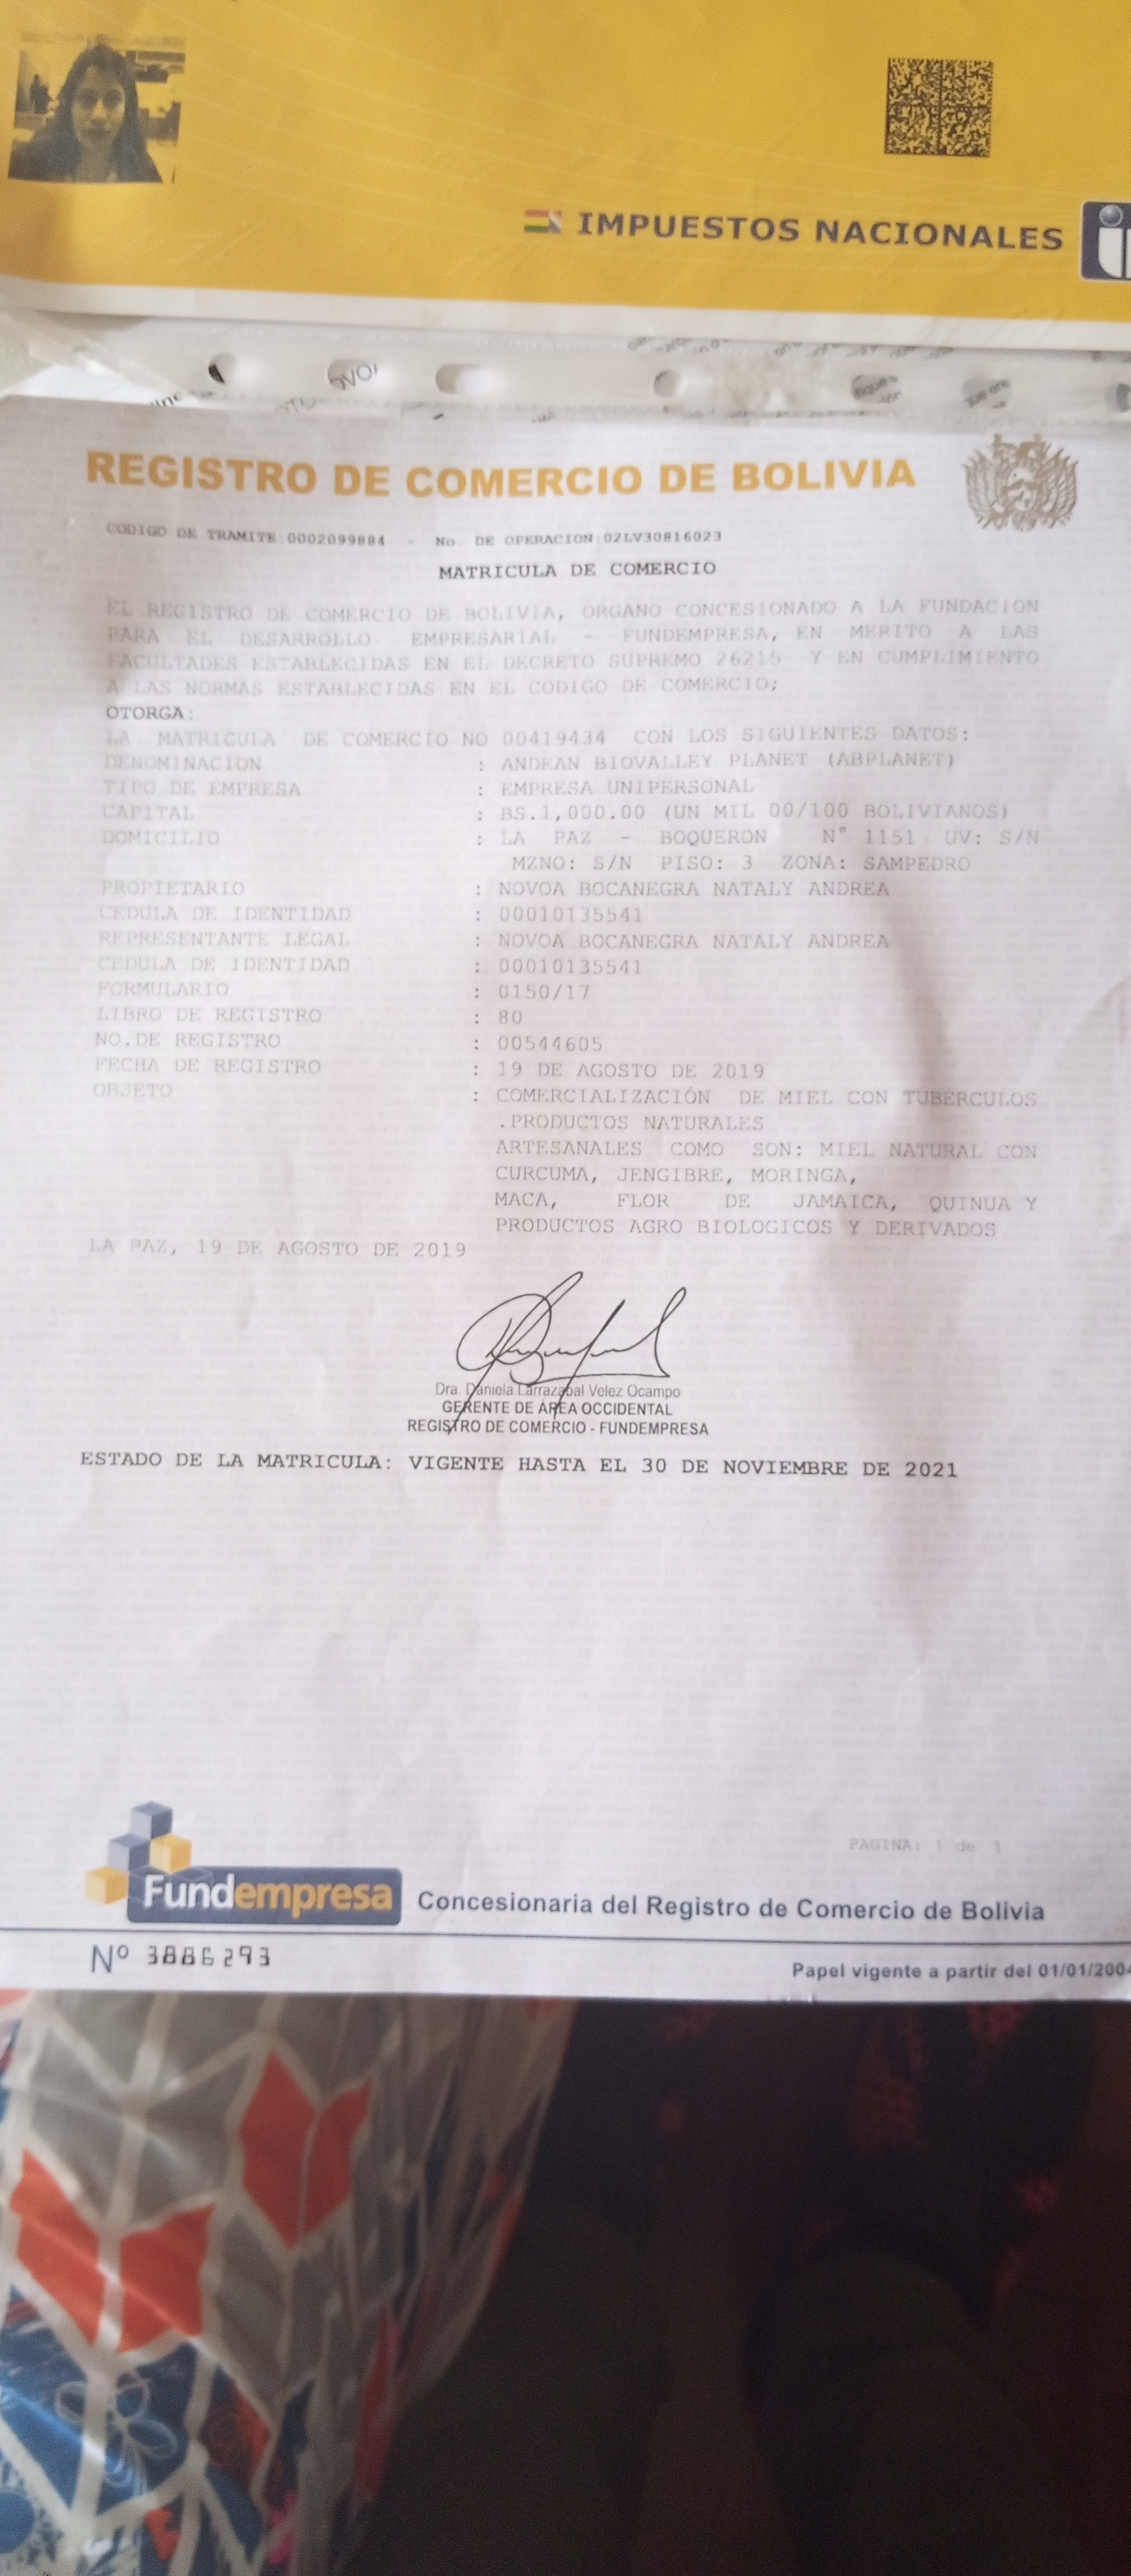 IMPUESTOS NACIONALES
REGISTRO DE COMERCIO DE BOLIVIA
CODIGO DE TRAMITE:0002099884 - No. DE OPERACION:02LV30816023
MATRICULA DE COMERCIO
EL REGISTRO DE COMERCIO DE BOLIVIA, ORGANO CONCESIONADO A LA FUNDACION
PARA EL DESARROLLO EMPRESARIAL - FUNDEMPRESA, EN MERITO A LAS
FACULTADES ESTABLECIDAS EN EL DECRETO SUPREMO 26215 Y EN CUMPLIMIENTO
A LAS NORMAS ESTABLECIDAS EN EL CODIGO DE COMERCIO;
OTORGA:
LA MATRICULA DE COMERCIO NO 00419434 CON LOS SIGUIENTES DATOS:
DENOMINACION : ANDEAN BIOVALLEY PLANET (ABPLANET)
TIPO DE EMPRESA : EMPRESA UNIPERSONAL
CAPITAL : BS.1,000.00 (UN MIL 00/100 BOLIVIANOS)
DOMICILIO : LA PAZ - BOQUERON N° 1151 UV: S/N
MZNO: S/N PISO: 3 ZONA: SAMPEDRO
PROPIETARIO : NOVOA BOCANEGRA NATALY ANDREA
CEDULA DE IDENTIDAD : 00010135541
REPRESENTANTE LEGAL : NOVOA BOCANEGRA NATALY ANDREA
CEDULA DE IDENTIDAD : 00010135541
FORMULARIO : 0150/17
LIBRO DE REGISTRO : 80
NO.DE REGISTRO : 00544605
FECHA DE REGISTRO : 19 DE AGOSTO DE 2019
OBJETO : COMERCIALIZACIÓN DE MIEL CON TUBÉRCULOS
.PRODUCTOS NATURALES
ARTESANALES COMO SON: MIEL NATURAL CON
CURCUMA, JENGIBRE, MORINGA,
MACA, FLOR DE JAMAICA, QUINUA Y
PRODUCTOS AGRO BIOLOGICOS Y DERIVADOS
LA PAZ, 19 DE AGOSTO DE 2019
Dra. Daniela Larrazabal Velez Ocampo
GERENTE DE ÁREA OCCIDENTAL
REGISTRO DE COMERCIO - FUNDEMPRESA
ESTADO DE LA MATRICULA: VIGENTE HASTA EL 30 DE NOVIEMBRE DE 2021
PAGINA: 1 de 1
Fundempresa Concesionaria del Registro de Comercio de Bolivia
Nº 3886293
Papel vigente a partir del 01/01/2004